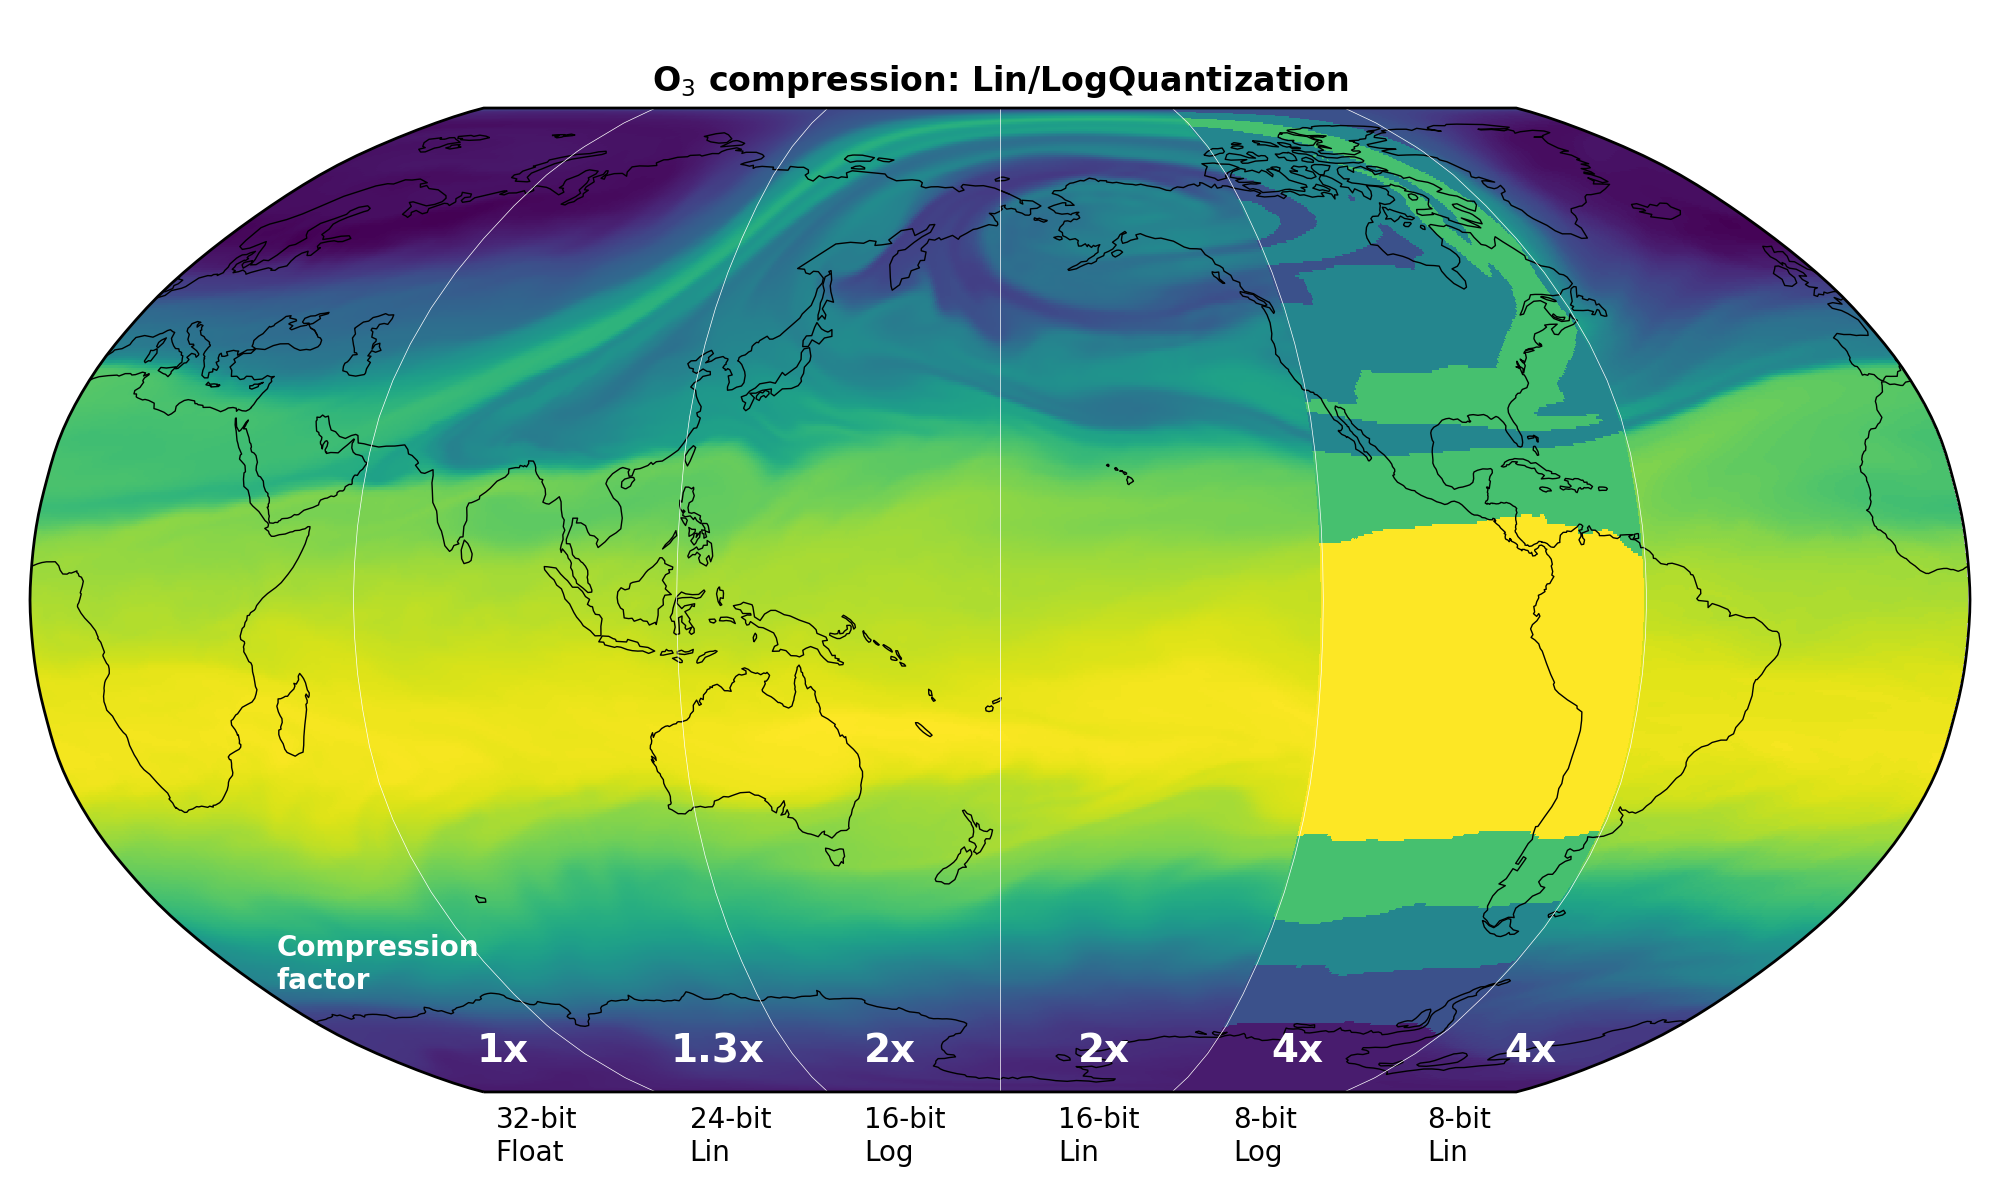 O₃ compression: Lin/LogQuantization
Compression
factor
1x 1.3x 2x 2x 4x 4x
32-bit 24-bit 16-bit 16-bit 8-bit 8-bit
Float Lin Log Lin Log Lin